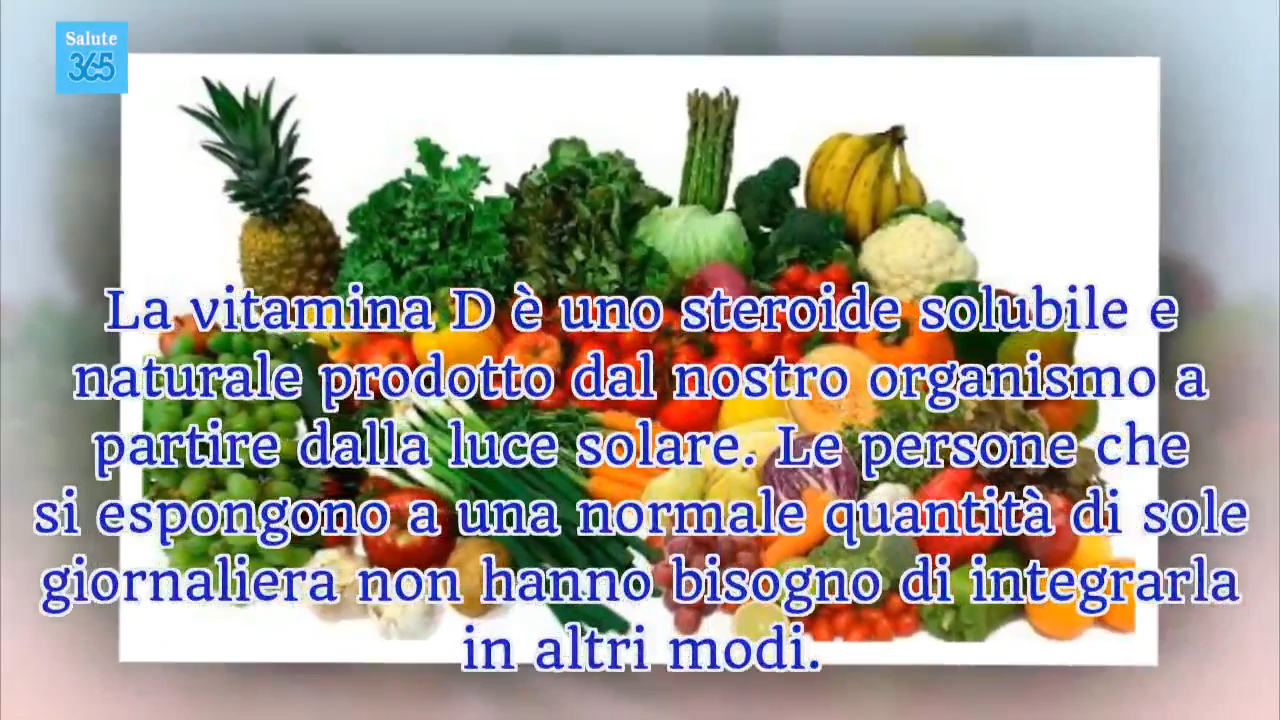 Salute
365
La vitamina D è uno steroide solubile e
naturale prodotto dal nostro organismo a
partire dalla luce solare. Le persone che
si espongono a una normale quantità di sole
giornaliera non hanno bisogno di integrarla
in altri modi.